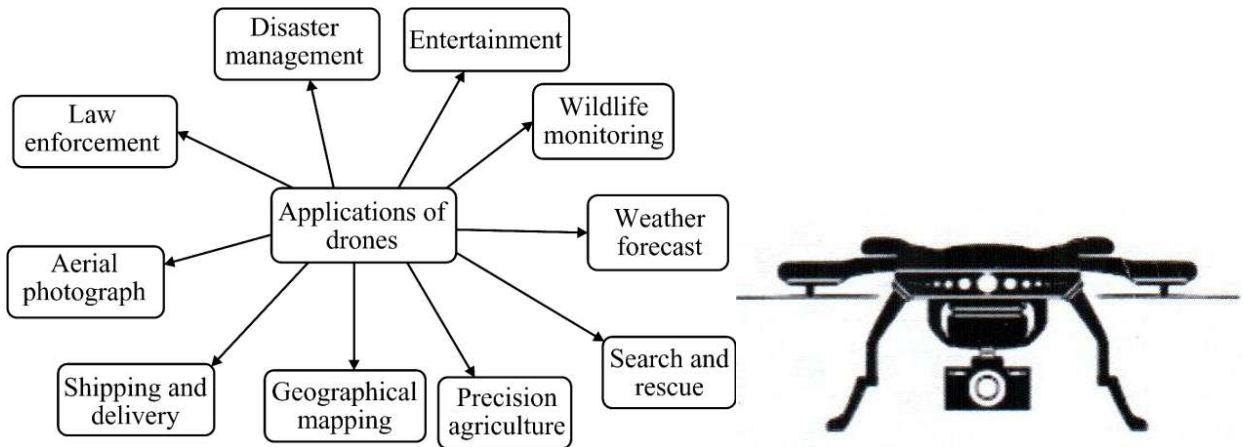 Disaster
management
Entertainment
Law
enforcement
Wildlife
monitoring
Applications of
drones
Weather
forecast
Aerial
photograph
Search and
rescue
Shipping and
delivery
Geographical
mapping
Precision
agriculture